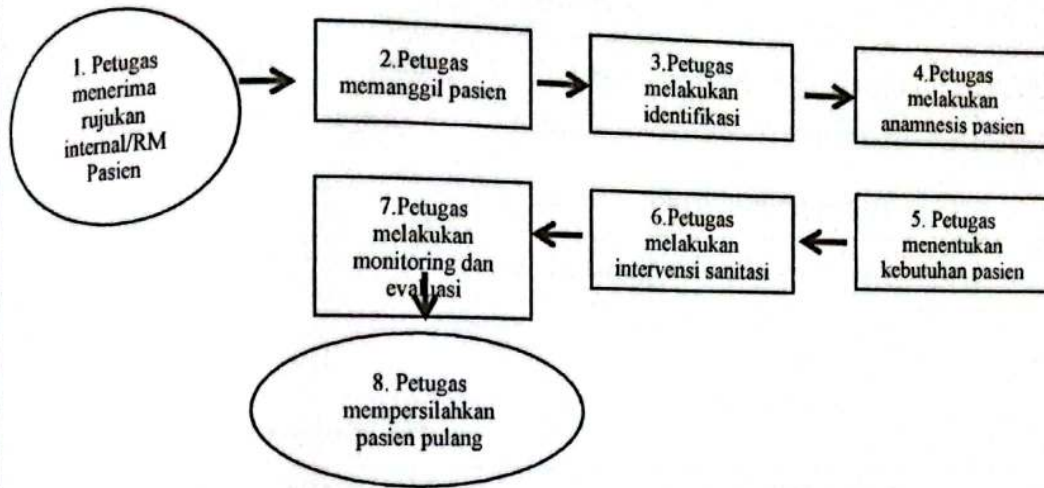 1. Petugas
menerima
rujukan
internal/RM
Pasien
2.Petugas
memanggil pasien
3.Petugas
melakukan
identifikasi
4.Petugas
melakukan
anamnesis pasien
5. Petugas
menentukan
kebutuhan pasien
6.Petugas
melakukan
intervensi sanitasi
7.Petugas
melakukan
monitoring dan
evaluasi
8. Petugas
mempersilahkan
pasien pulang